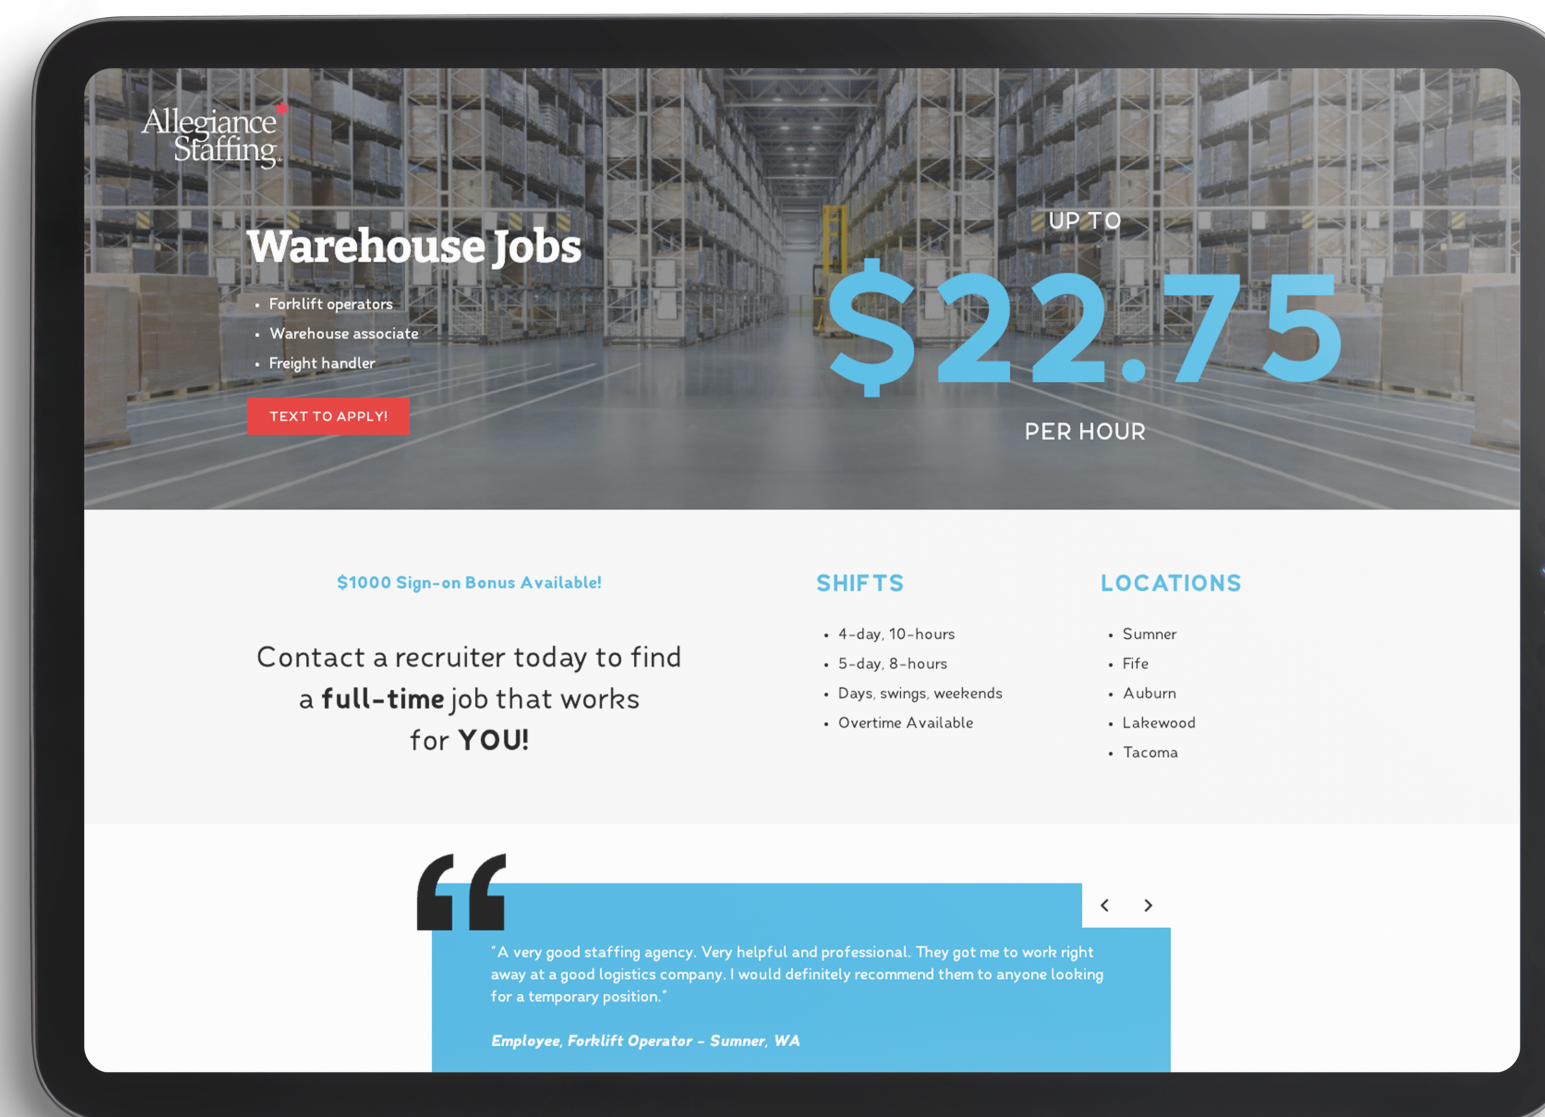 Allegiance
Staffing
Warehouse Jobs
• Forklift operators
• Warehouse associate
• Freight handler
TEXT TO APPLY!
UP TO
$22.75
PER HOUR
$1000 Sign-on Bonus Available!
Contact a recruiter today to find
a full-time job that works
for YOU!
SHIFTS
• 4-day, 10-hours
• 5-day, 8-hours
• Days, swings, weekends
• Overtime Available
LOCATIONS
• Sumner
• Fife
• Auburn
• Lakewood
• Tacoma
"A very good staffing agency. Very helpful and professional. They got me to work right
away at a good logistics company. I would definitely recommend them to anyone looking
for a temporary position."
Employee, Forklift Operator - Sumner, WA